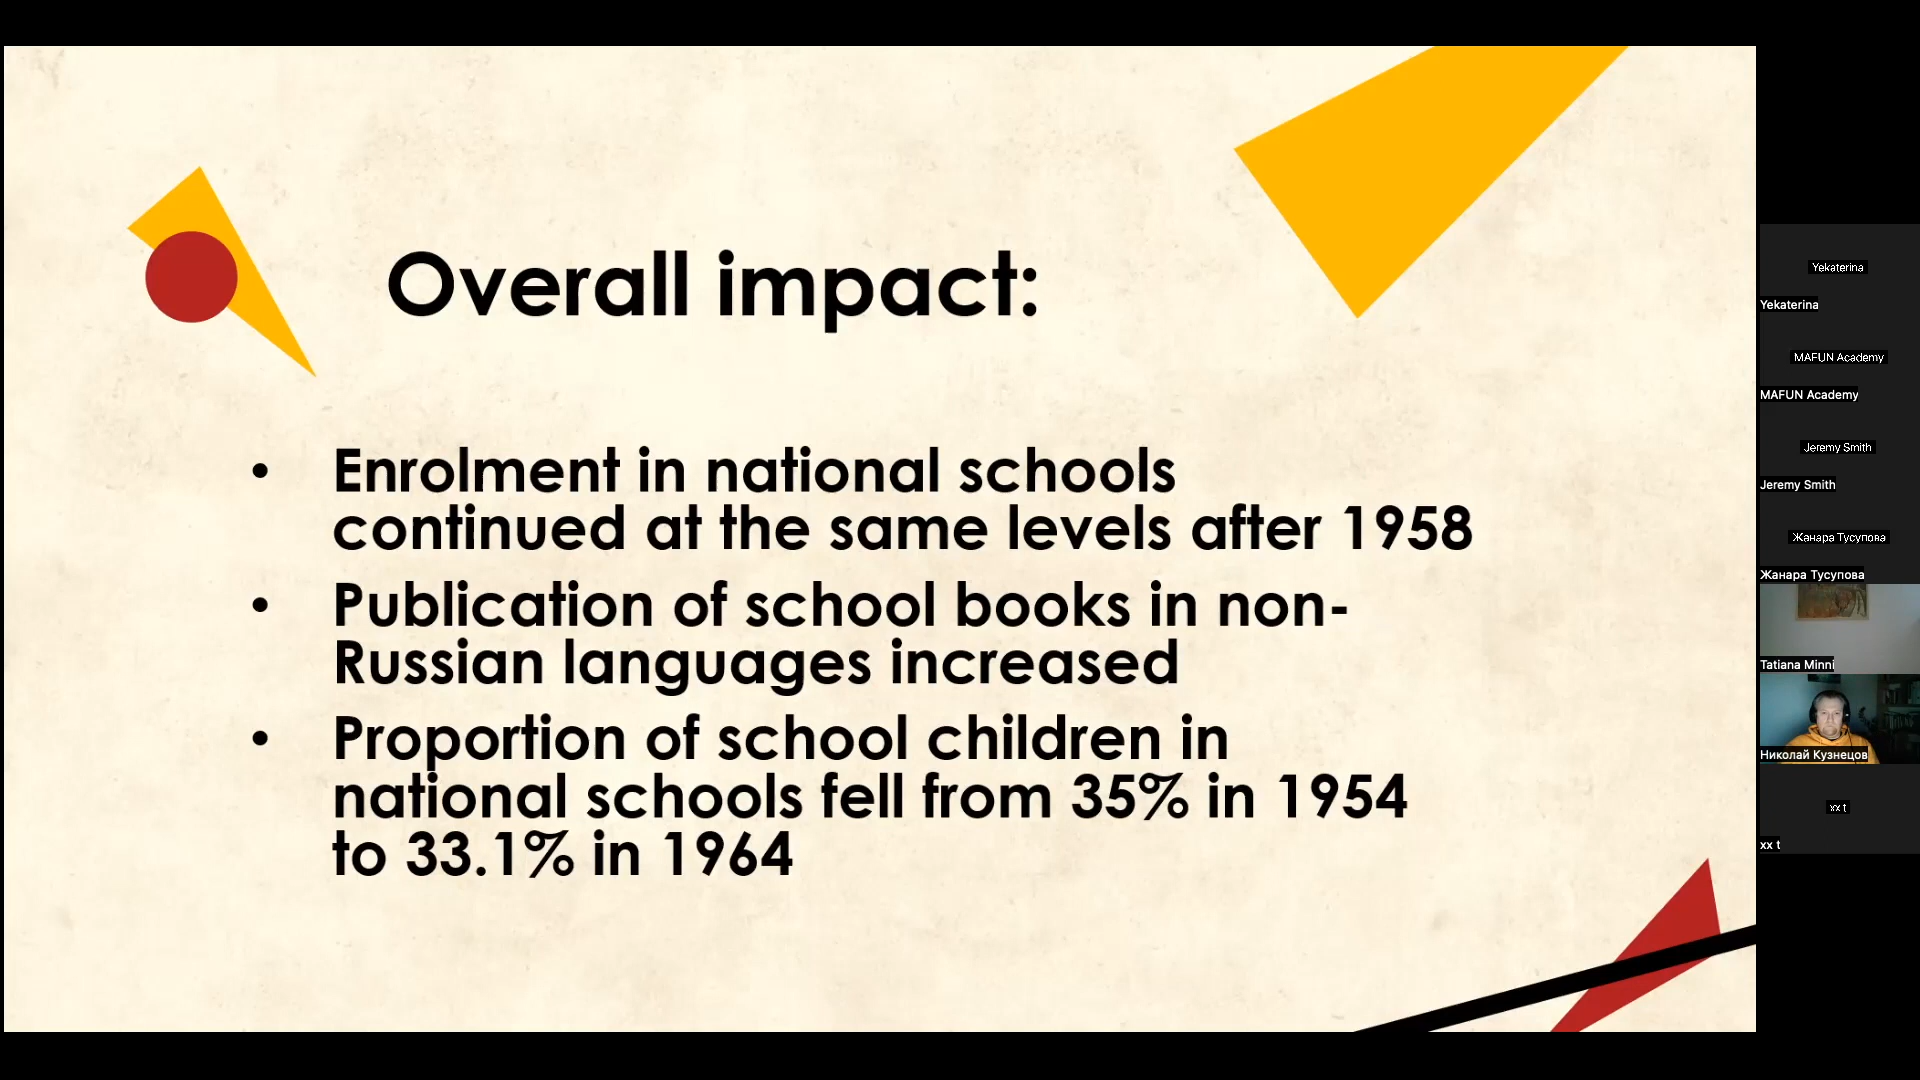 Overall impact:
• Enrolment in national schools
continued at the same levels after 1958
• Publication of school books in non-
Russian languages increased
• Proportion of school children in
national schools fell from 35% in 1954
to 33.1% in 1964
Yekaterina
Yekaterina
MAFUN Academy
MAFUN Academy
Jeremy Smith
Jeremy Smith
Жанара Тусупова
Жанара Тусупова
Tatiana Minni
Николай Кузнецов
xx t
xx t